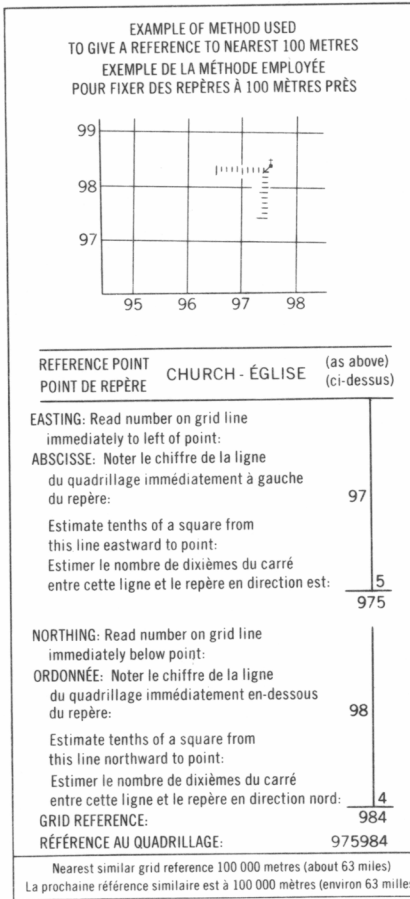 EXAMPLE OF METHOD USED
TO GIVE A REFERENCE TO NEAREST 100 METRES
EXEMPLE DE LA MÉTHODE EMPLOYÉE
POUR FIXER DES REPÈRES À 100 MÈTRES PRÈS
99
98
97
95 96 97 98
REFERENCE POINT
POINT DE REPÈRE
CHURCH - ÉGLISE
(as above)
(ci-dessus)
EASTING: Read number on grid line
immediately to left of point:
ABSCISSE: Noter le chiffre de la ligne
du quadrillage immédiatement à gauche
du repère: 97
Estimate tenths of a square from
this line eastward to point:
Estimer le nombre de dixièmes du carré
entre cette ligne et le repère en direction est: 5
975
NORTHING: Read number on grid line
immediately below point:
ORDONNÉE: Noter le chiffre de la ligne
du quadrillage immédiatement en-dessous
du repère: 98
Estimate tenths of a square from
this line northward to point:
Estimer le nombre de dixièmes du carré
entre cette ligne et le repère en direction nord: 4
GRID REFERENCE: 984
RÉFÉRENCE AU QUADRILLAGE: 975984
Nearest similar grid reference 100 000 metres (about 63 miles)
La prochaine référence similaire est à 100 000 mètres (environ 63 milles